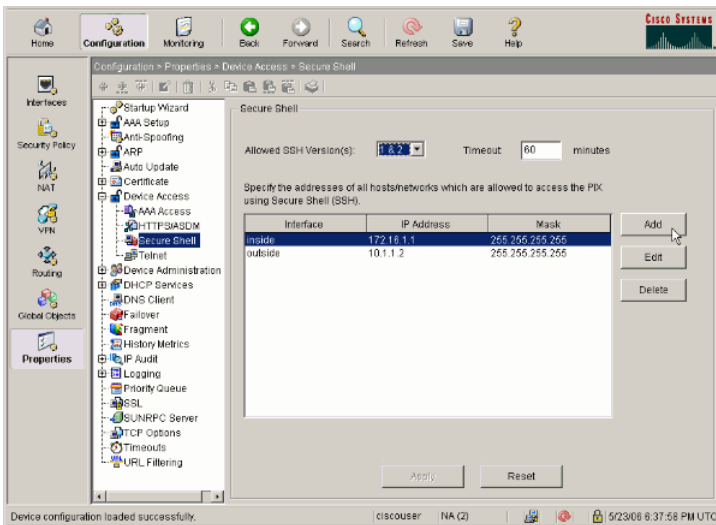 Home
Configuration
Monitoring
Back
Forward
Search
Refresh
Save
Help
CISCO SYSTEMS
Configuration > Properties > Device Access > Secure Shell
Interfaces
Security Policy
NAT
VPN
Routing
Global Objects
Properties
Startup Wizard
AAA Setup
Anti-Spoofing
ARP
Auto Update
Certificate
Device Access
AAA Access
HTTPS/ASDM
Secure Shell
Telnet
Device Administration
DHCP Services
DNS Client
Failover
Fragment
History Metrics
IP Audit
Logging
Priority Queue
SSL
SUNRPC Server
TCP Options
Timeouts
URL Filtering
Secure Shell
Allowed SSH Version(s): 1 & 2 Timeout: 60 minutes
Specify the addresses of all hosts/networks which are allowed to access the PIX
using Secure Shell (SSH).
Interface IP Address Mask
inside 172.16.1.1 255.255.255.255
outside 10.1.1.2 255.255.255.255
Add
Edit
Delete
Apply
Reset
Device configuration loaded successfully.
ciscouser
NA (2)
5/23/06 6:37:58 PM UTC